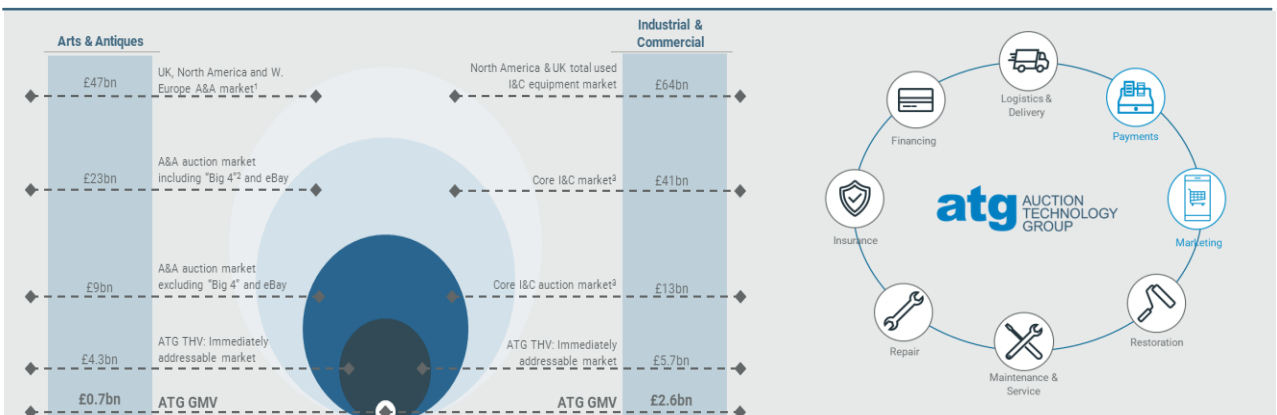 Arts & Antiques
£47bn
UK, North America and W.
Europe A&A market¹
£23bn
A&A auction market
including "Big 4"² and eBay
£9bn
A&A auction market
excluding "Big 4" and eBay
£4.3bn
ATG THV: Immediately
addressable market
£0.7bn
ATG GMV
Industrial &
Commercial
North America & UK total used
I&C equipment market
£64bn
Core I&C market³
£41bn
Core I&C auction market³
£13bn
ATG THV: Immediately
addressable market
£5.7bn
ATG GMV
£2.6bn
Logistics &
Delivery
Payments
Marketing
Restoration
Maintenance &
Service
Repair
Insurance
Financing
atg AUCTION
TECHNOLOGY
GROUP